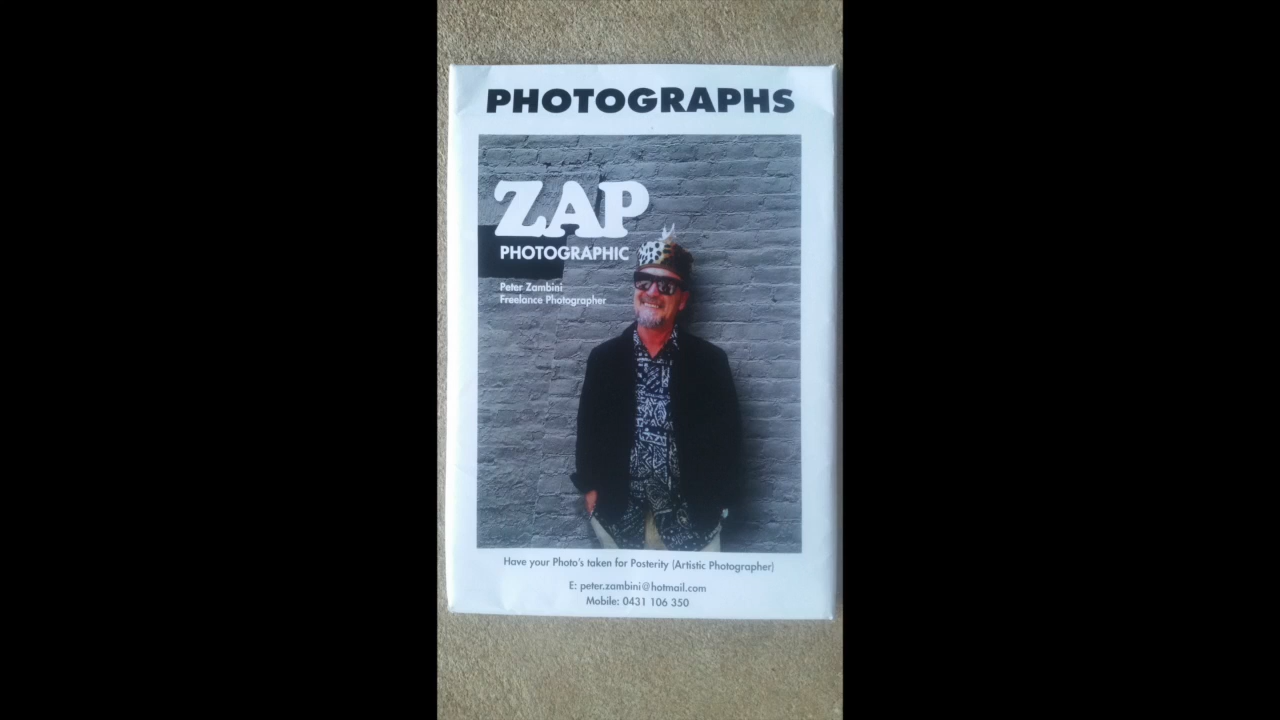 PHOTOGRAPHS
ZAP
PHOTOGRAPHIC
Peter Zambini
Freelance Photographer
Have your Photo's taken for Posterity (Artistic Photographer)
E: peter.zambini@hotmail.com
Mobile: 0431 106 350